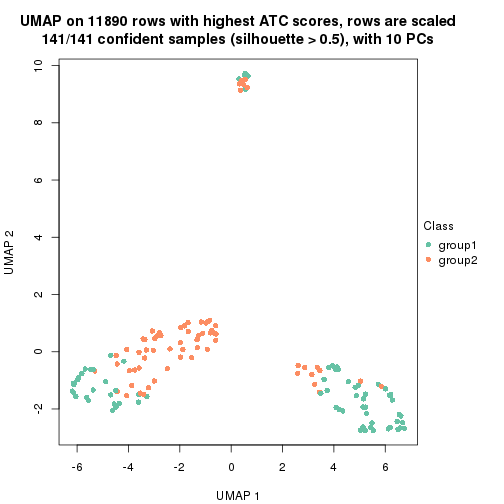 UMAP on 11890 rows with highest ATC scores, rows are scaled
141/141 confident samples (silhouette > 0.5), with 10 PCs
10
8
6
4
2
0
-2
UMAP 2
-6
-4
-2
0
2
4
6
UMAP 1
Class
group1
group2